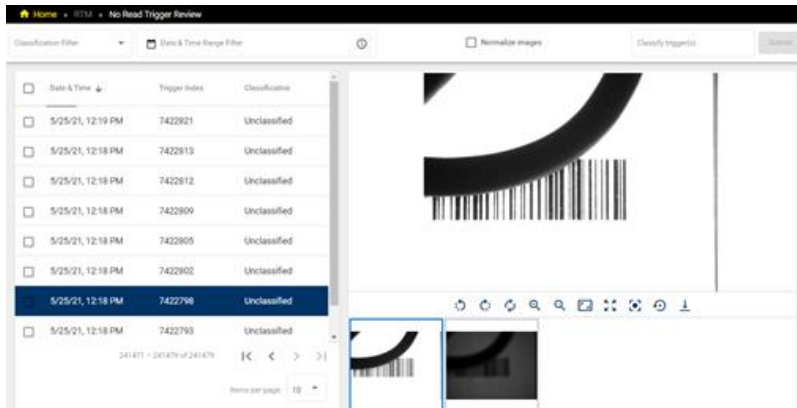 Home • RTM • No Read Trigger Review
Classification Filter
Date & Time Range Filter
Normalize images
Classify trigger(s)
Submit
Date & Time Trigger Index Classification
5/25/21, 12:19 PM 7422821 Unclassified
5/25/21, 12:18 PM 7422813 Unclassified
5/25/21, 12:18 PM 7422812 Unclassified
5/25/21, 12:18 PM 7422809 Unclassified
5/25/21, 12:18 PM 7422805 Unclassified
5/25/21, 12:18 PM 7422802 Unclassified
5/25/21, 12:18 PM 7422798 Unclassified
5/25/21, 12:18 PM 7422793 Unclassified
241471 – 241479 of 241479
Items per page: 10